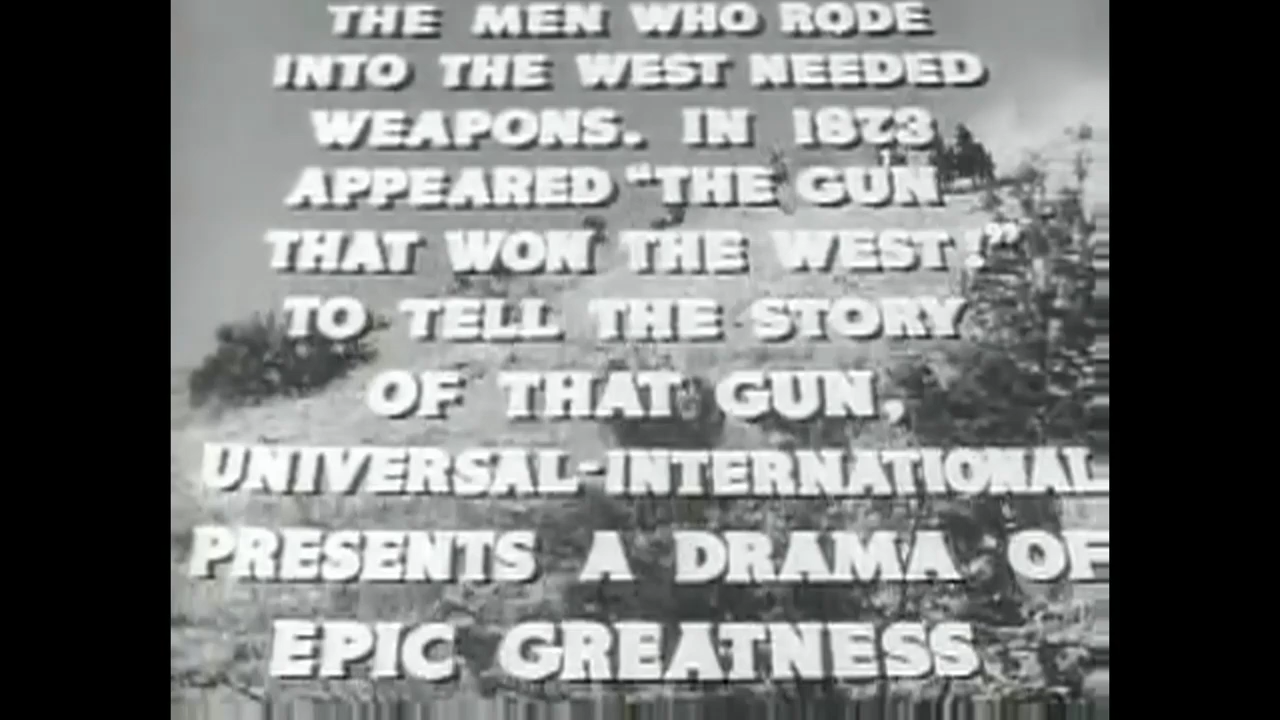 THE MEN WHO RODE
INTO THE WEST NEEDED
WEAPONS. IN 1873
APPEARED "THE GUN
THAT WON THE WEST!"
TO TELL THE STORY
OF THAT GUN,
UNIVERSAL-INTERNATIONAL
PRESENTS A DRAMA OF
EPIC GREATNESS